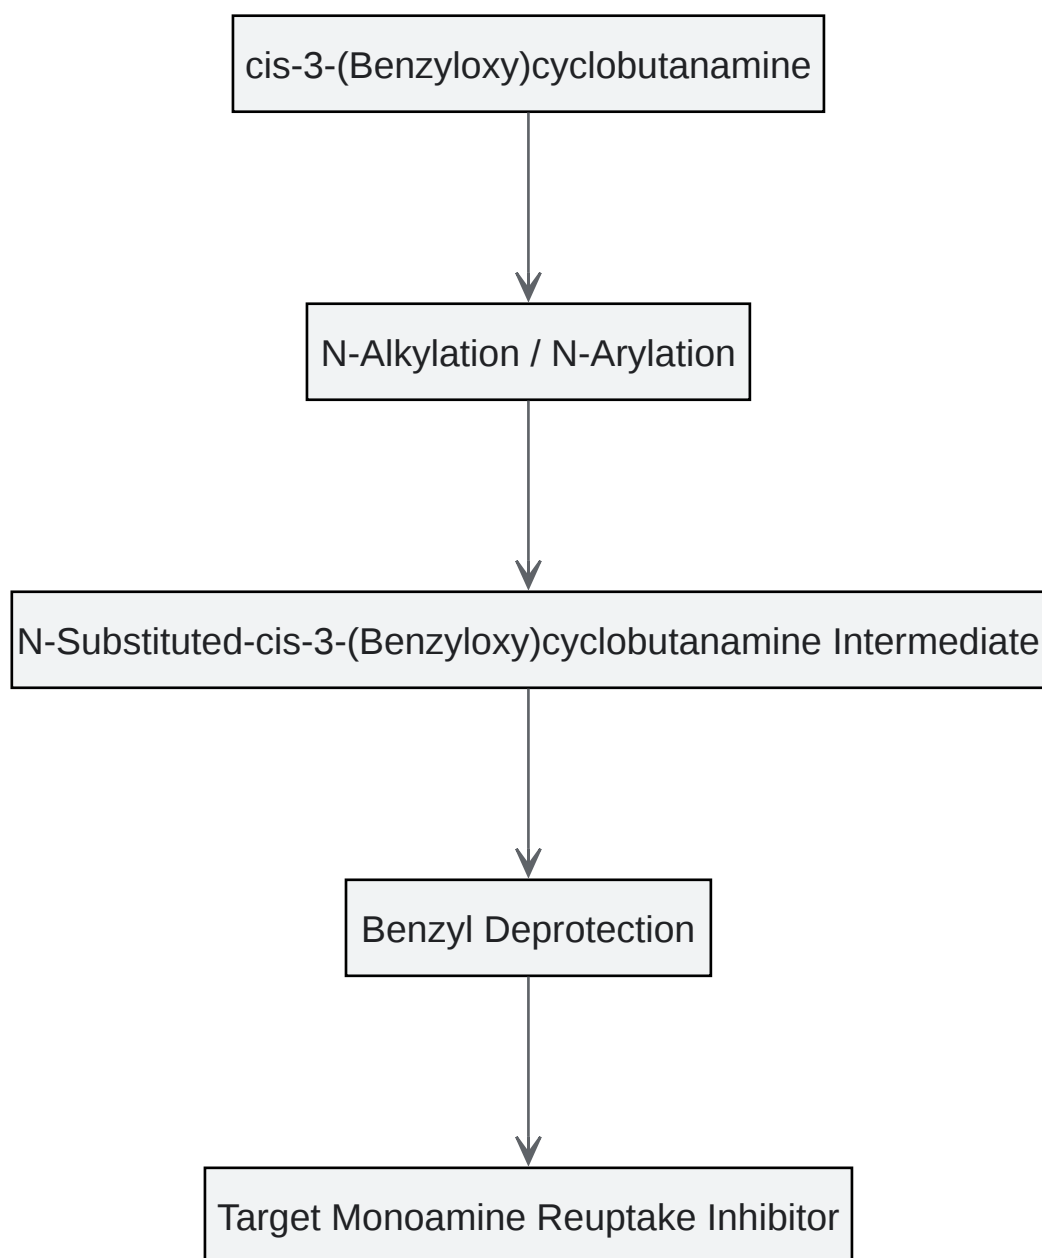 cis-3-(Benzyloxy)cyclobutanamine
N-Alkylation / N-Arylation
N-Substituted-cis-3-(Benzyloxy)cyclobutanamine Intermediate
Benzyl Deprotection
Target Monoamine Reuptake Inhibitor